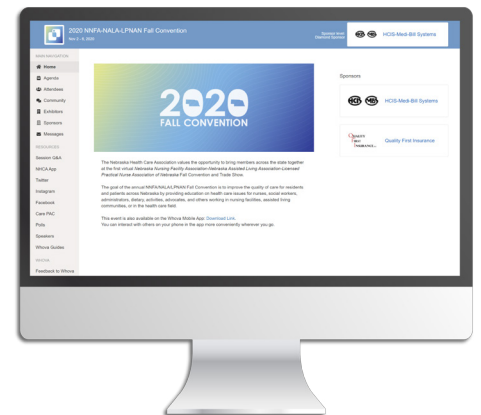 2020 NNFA-NALA-LPNAN Fall Convention
Nov 2 - 6, 2020
HCIS-Medi-Bill Systems
MAIN NAVIGATION
Home
Agenda
Attendees
Community
Exhibitors
Sponsors
Messages
RESOURCES
Session Q&A
NHCA App
Twitter
Instagram
Facebook
Care PAC
Polls
Speakers
Whova Guides
WHOVA
Feedback to Whova
2020
FALL CONVENTION
The Nebraska Health Care Association values the opportunity to bring members across the state together
at the first virtual Nebraska Nursing Facility Association-Nebraska Assisted Living Association-Licensed
Practical Nurse Association of Nebraska Fall Convention and Trade Show.
The goal of the annual NNFA/NALA/LPNAN Fall Convention is to improve the quality of care for residents
and patients across Nebraska by providing education on health care issues for nurses, social workers,
administrators, dietary, activities, advocates, and others working in nursing facilities, assisted living
communities, or in the health care field.
This event is also available on the Whova Mobile App: Download Link.
You can interact with others on your phone in the app more conveniently wherever you go.
Sponsors
HCIS-Medi-Bill Systems
Quality First Insurance